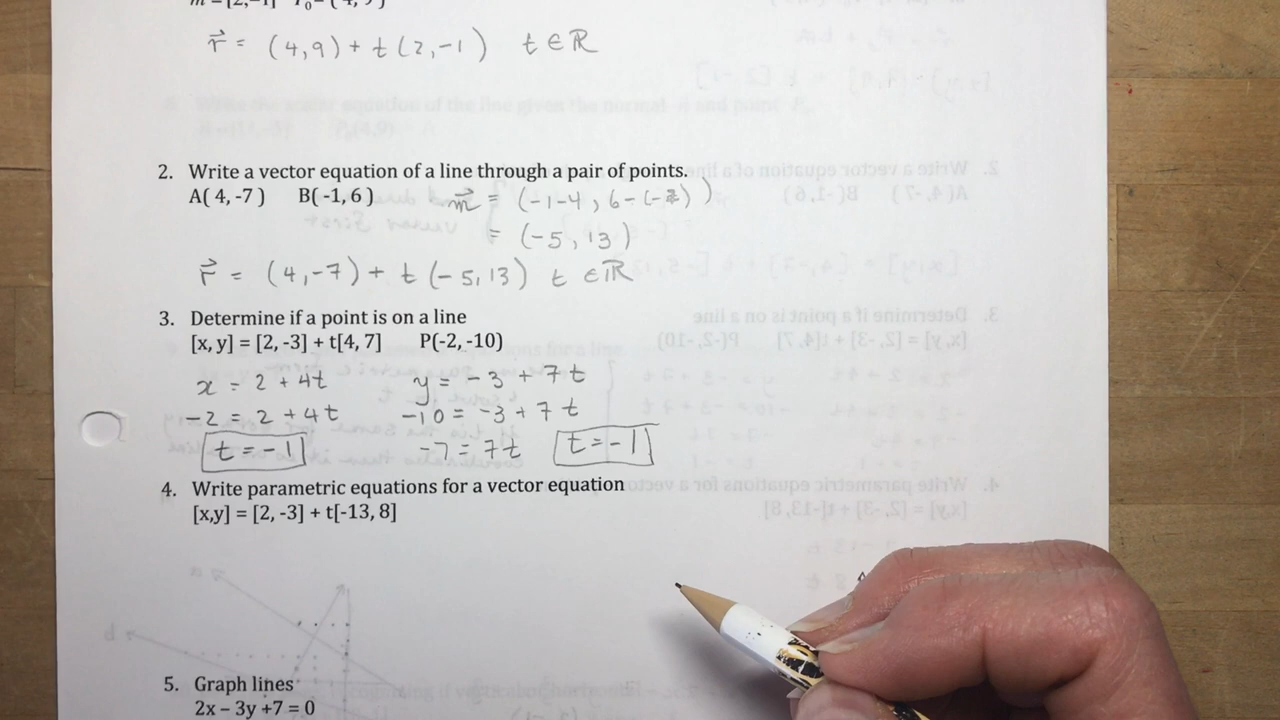 r⃗ = (4,9) + t(2,-1) t ∈ ℝ
2. Write a vector equation of a line through a pair of points.
A( 4, -7 ) B( -1, 6 ) m⃗ = (-1-4, 6-(-7))
= (-5, 13)
r⃗ = (4,-7) + t(-5,13) t ∈ ℝ
3. Determine if a point is on a line
[x, y] = [2, -3] + t[4, 7] P(-2, -10)
x = 2 + 4t y = -3 + 7t
-2 = 2 + 4t -10 = -3 + 7t
t = -1 -7 = 7t t = -1
4. Write parametric equations for a vector equation
[x,y] = [2, -3] + t[-13, 8]
5. Graph lines
2x – 3y +7 = 0